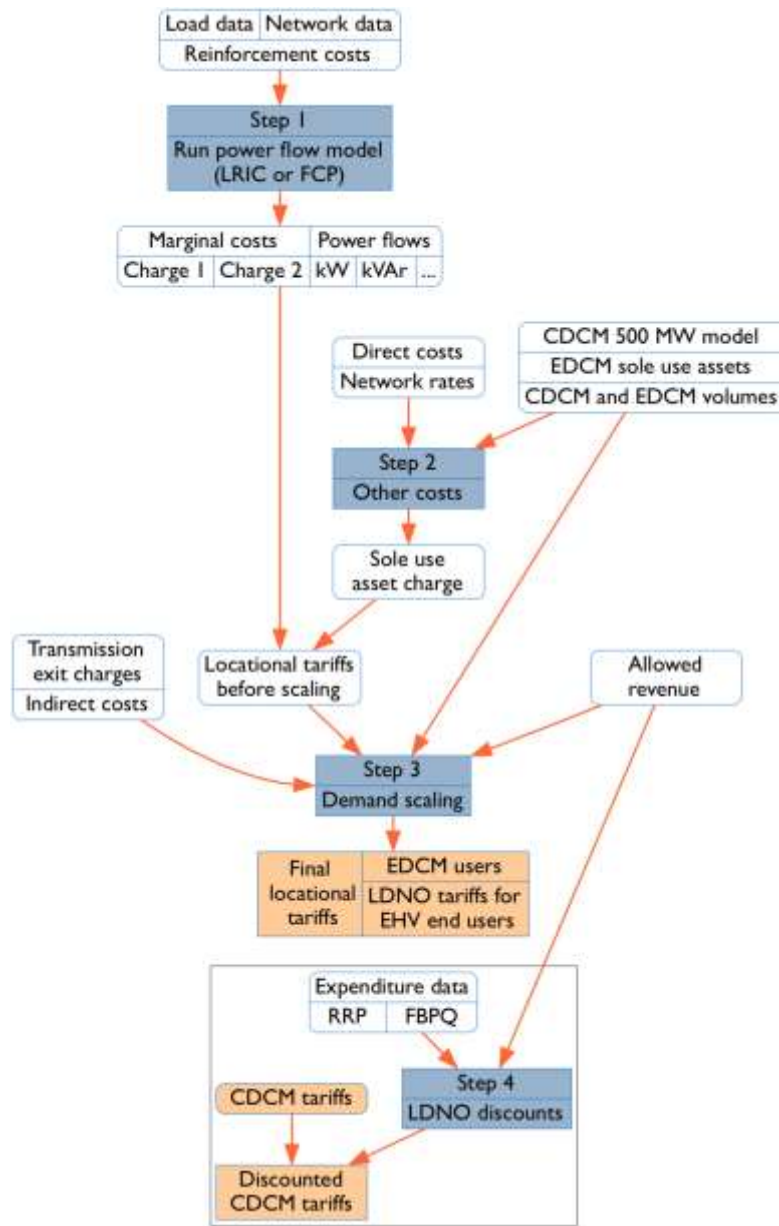 Load data Network data
Reinforcement costs
Step 1
Run power flow model
(LRIC or FCP)
Marginal costs Power flows
Charge 1 Charge 2 kW kVAr ...
Direct costs
Network rates
CDCM 500 MW model
EDCM sole use assets
CDCM and EDCM volumes
Step 2
Other costs
Sole use
asset charge
Transmission
exit charges
Indirect costs
Locational tariffs
before scaling
Allowed
revenue
Step 3
Demand scaling
Final
locational
tariffs
EDCM users
LDNO tariffs for
EHV end users
Expenditure data
RRP FBPQ
Step 4
LDNO discounts
CDCM tariffs
Discounted
CDCM tariffs